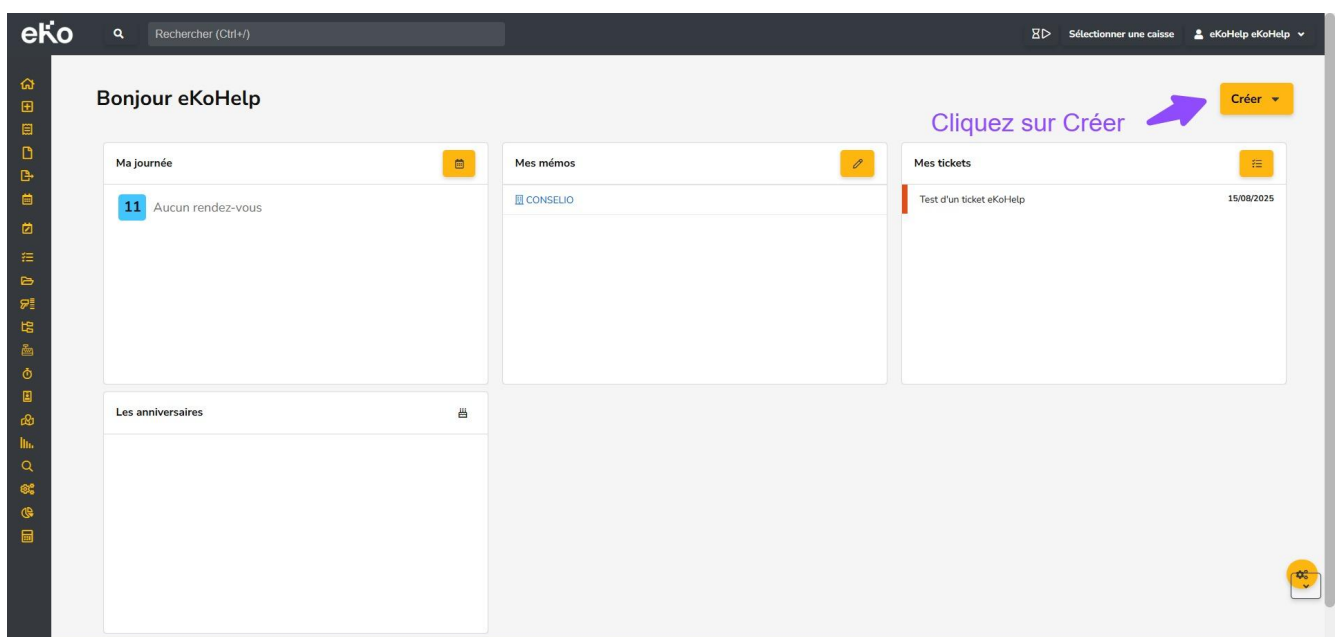 eKo
Rechercher (Ctrl+/)
Sélectionner une caisse
eKoHelp eKoHelp
Bonjour eKoHelp
Créer
Cliquez sur Créer
Ma journée
Mes mémos
Mes tickets
11 Aucun rendez-vous
CONSELIO
Test d'un ticket eKoHelp
15/08/2025
Les anniversaires